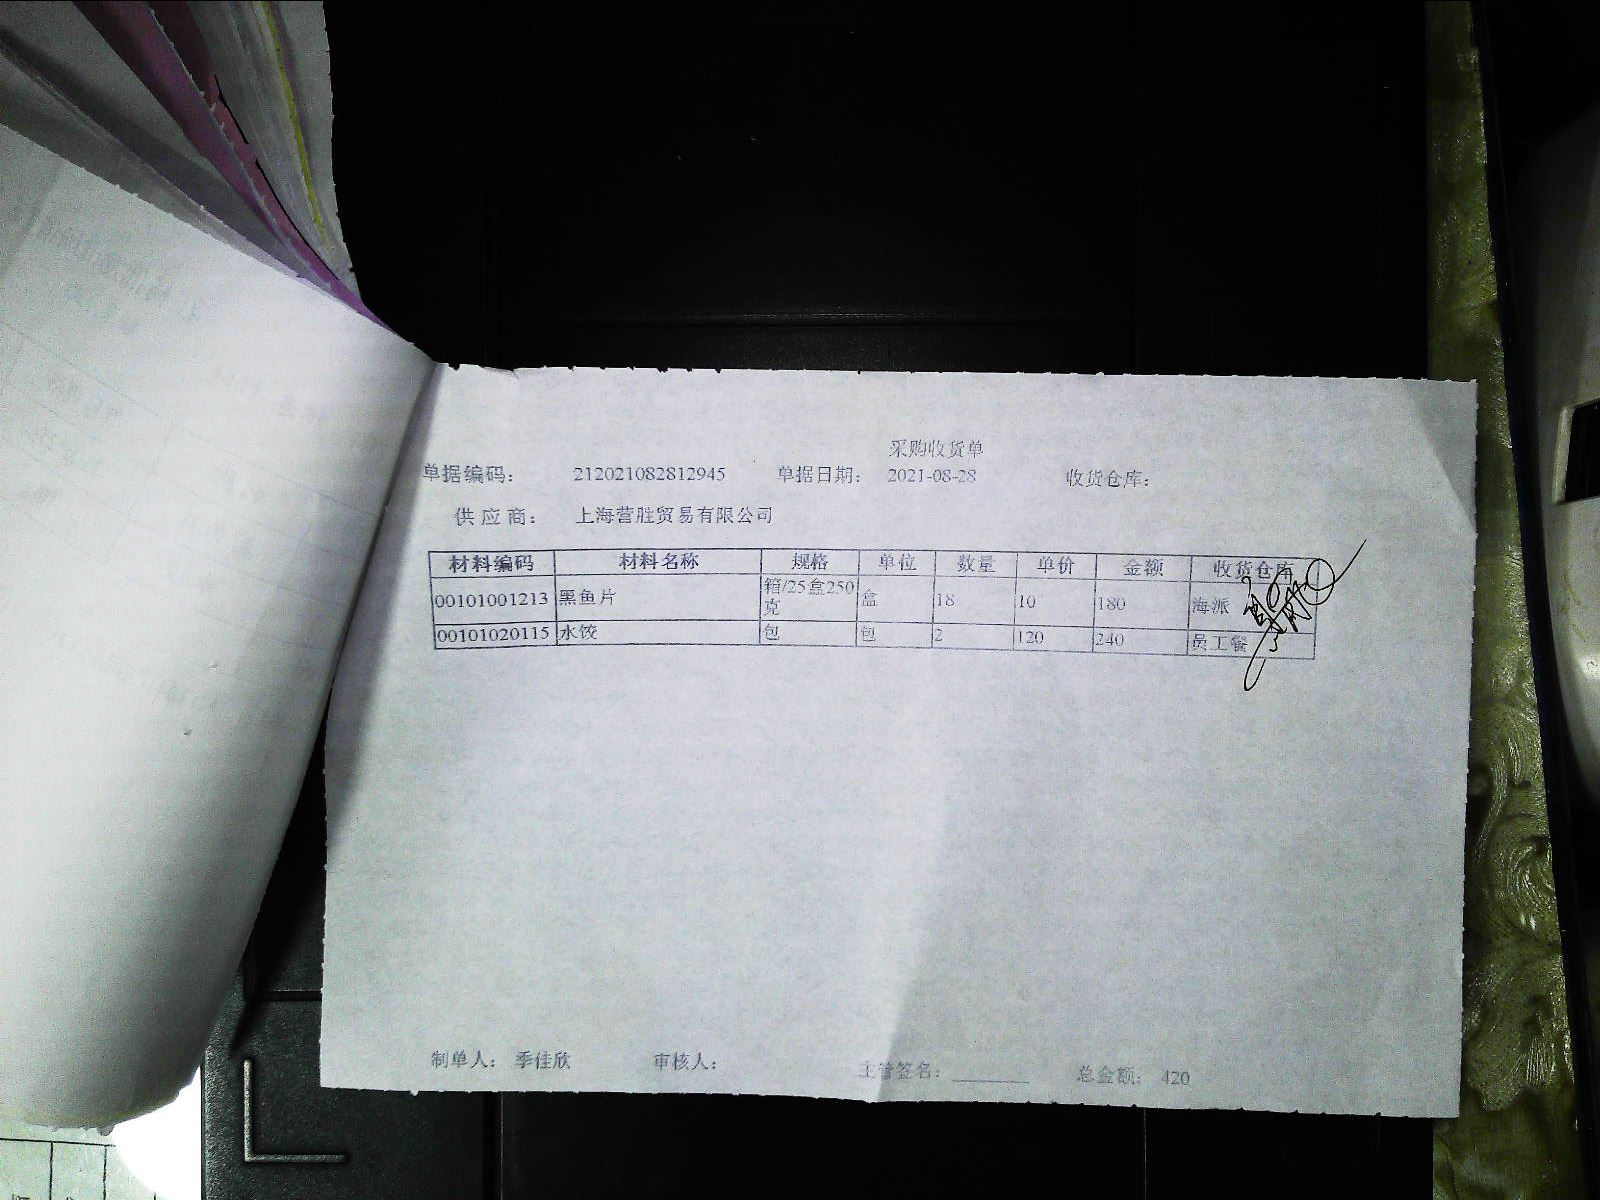 采购收货单
单据编码： 212021082812945 单据日期： 2021-08-28 收货仓库：
供应商： 上海营胜贸易有限公司
材料编码 材料名称 规格 单位 数量 单价 金额 收货仓库
00101001213 黑鱼片 箱/25盒250克 盒 18 10 180 海派
00101020115 水饺 包 包 2 120 240 员工餐
制单人： 季佳欣 审核人： 主管签名：_______ 总金额： 420